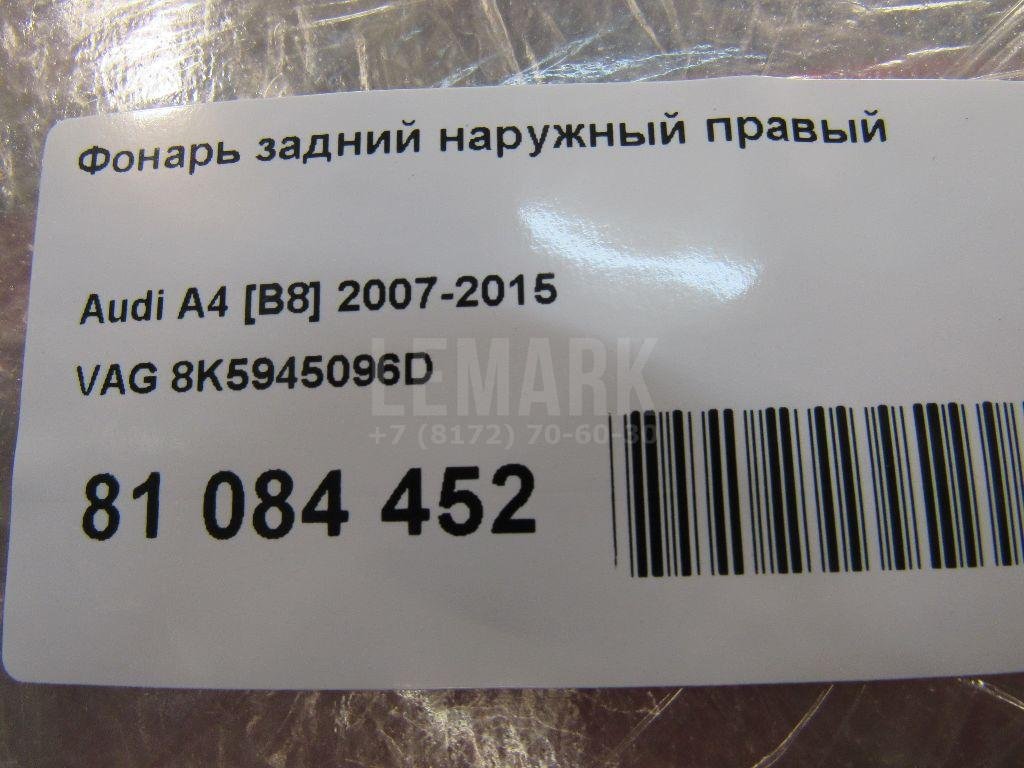 Фонарь задний наружный правый
Audi A4 [B8] 2007-2015
VAG 8K5945096D
LEMARK
+7 (8172) 70-60-30
81 084 452